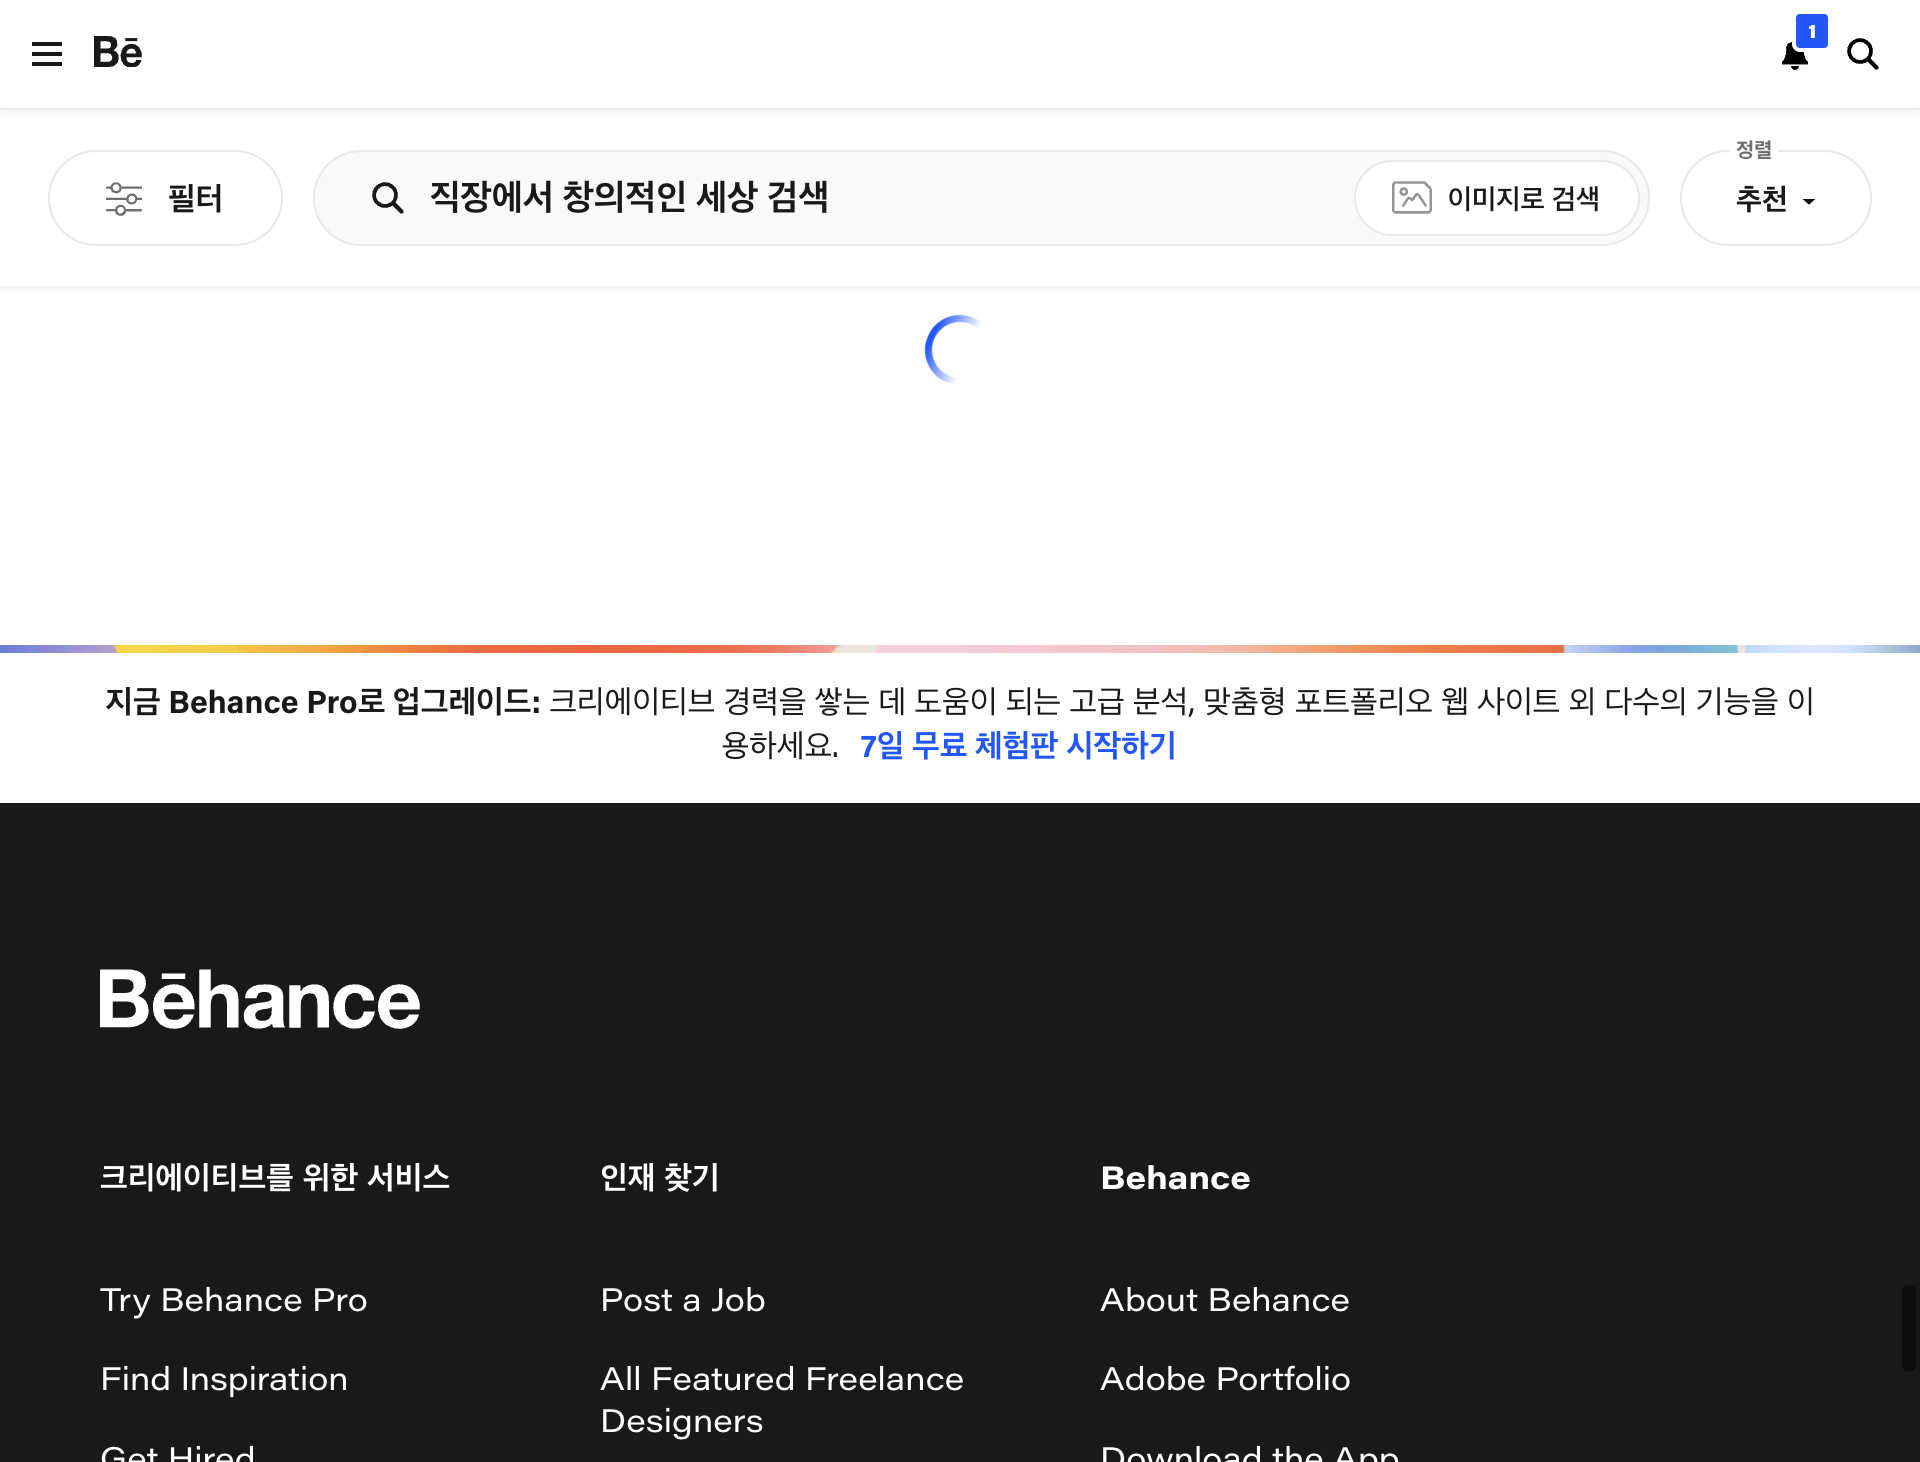 Bē
1
필터
직장에서 창의적인 세상 검색
이미지로 검색
정렬
추천
지금 Behance Pro로 업그레이드: 크리에이티브 경력을 쌓는 데 도움이 되는 고급 분석, 맞춤형 포트폴리오 웹 사이트 외 다수의 기능을 이
용하세요. 7일 무료 체험판 시작하기
Bēhance
크리에이티브를 위한 서비스
Try Behance Pro
Find Inspiration
Get Hired
인재 찾기
Post a Job
All Featured Freelance
Designers
Behance
About Behance
Adobe Portfolio
Download the App